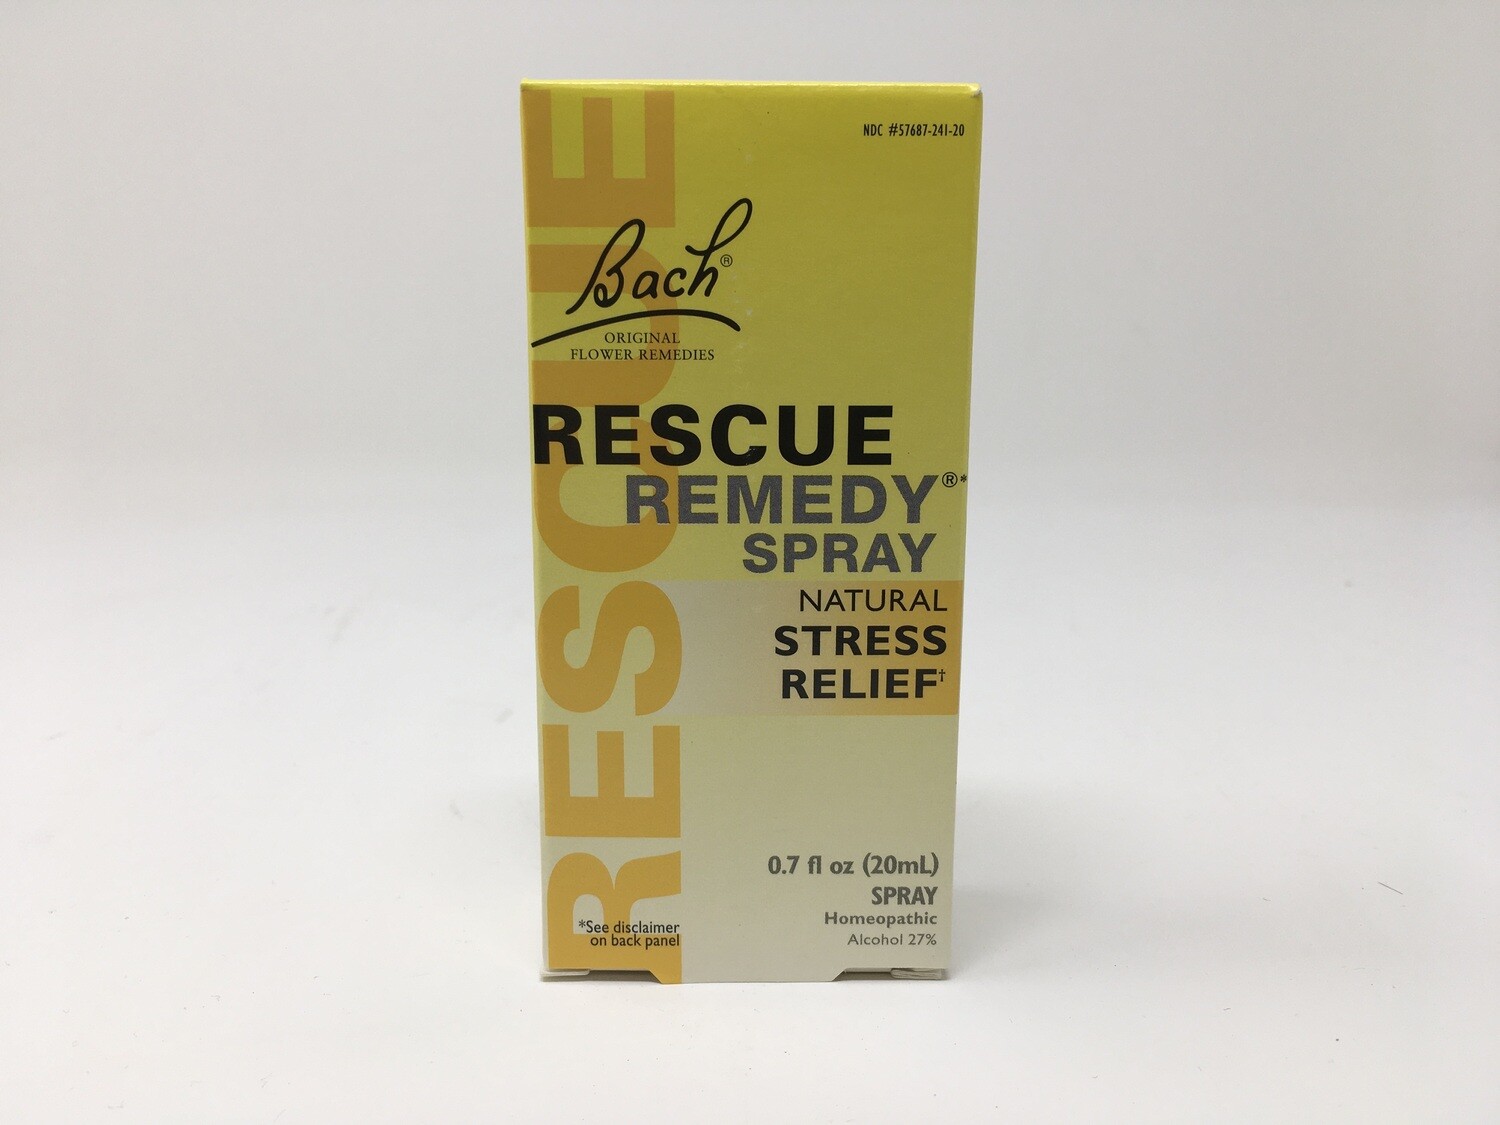 NDC #57687-241-20
Bach®
ORIGINAL
FLOWER REMEDIES
RESCUE
RESCUE
REMEDY®*
SPRAY
NATURAL
STRESS
RELIEF†
0.7 fl oz (20mL)
SPRAY
Homeopathic
Alcohol 27%
*See disclaimer
on back panel